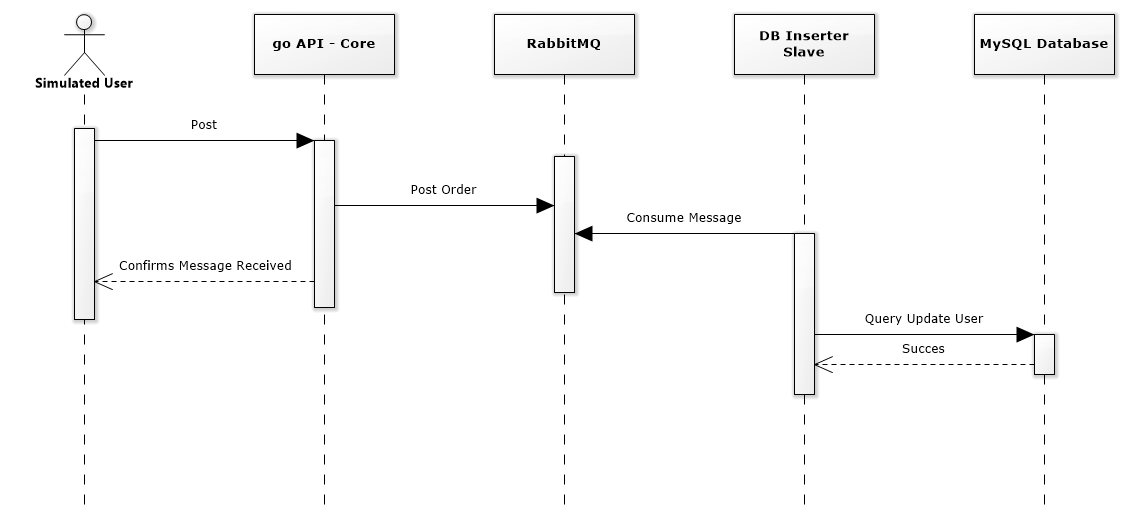 Simulated User
go API - Core
RabbitMQ
DB Inserter
Slave
MySQL Database
Post
Post Order
Consume Message
Confirms Message Received
Query Update User
Succes